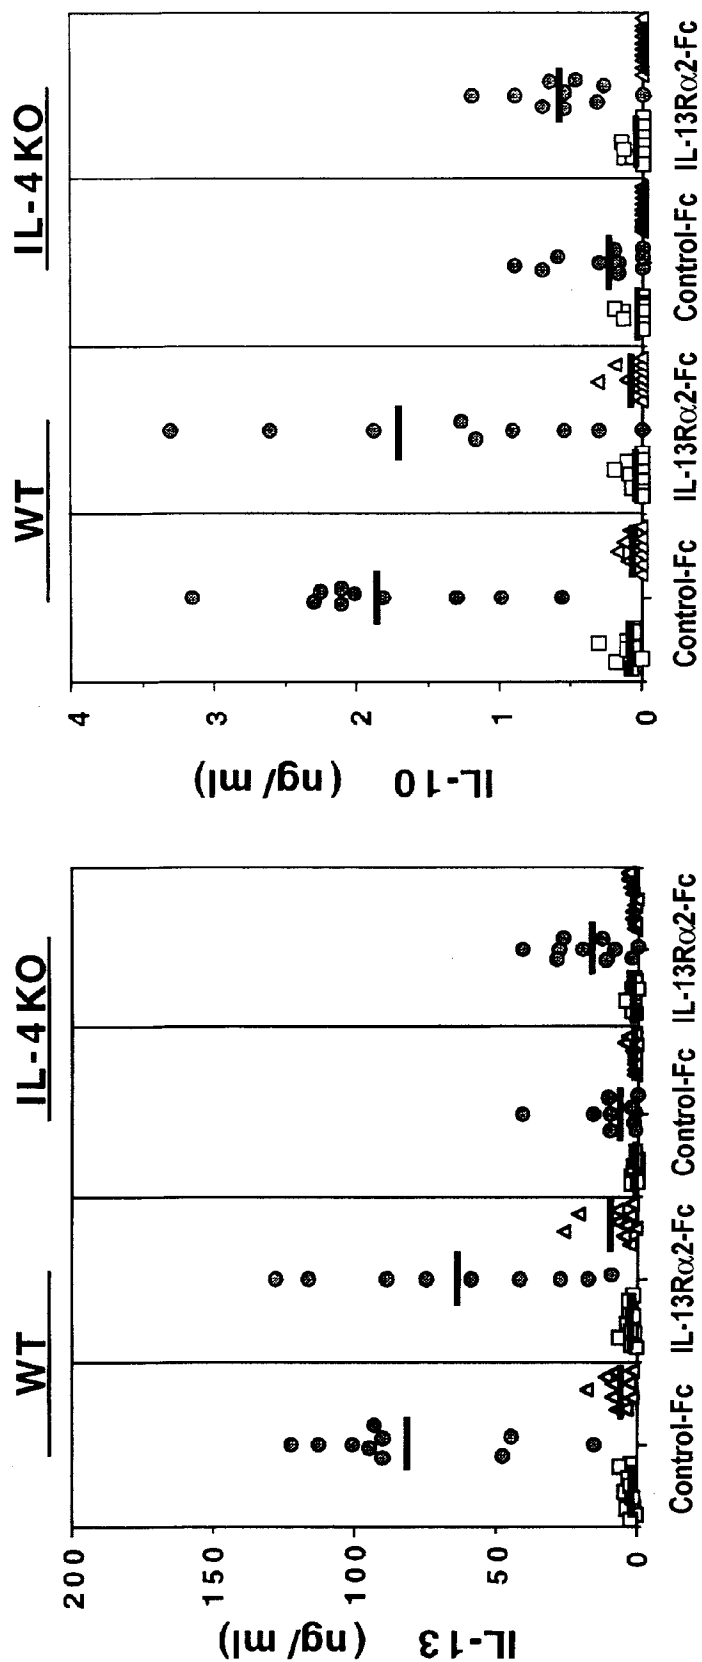 WT IL-4 KO
IL-13
( ng/ ml )
200
150
100
50
0
Control-Fc IL-13Rα2-Fc Control-Fc IL-13Rα2-Fc
WT IL-4 KO
IL-10
( ng/ ml )
4
3
2
1
0
Control-Fc IL-13Rα2-Fc Control-Fc IL-13Rα2-Fc